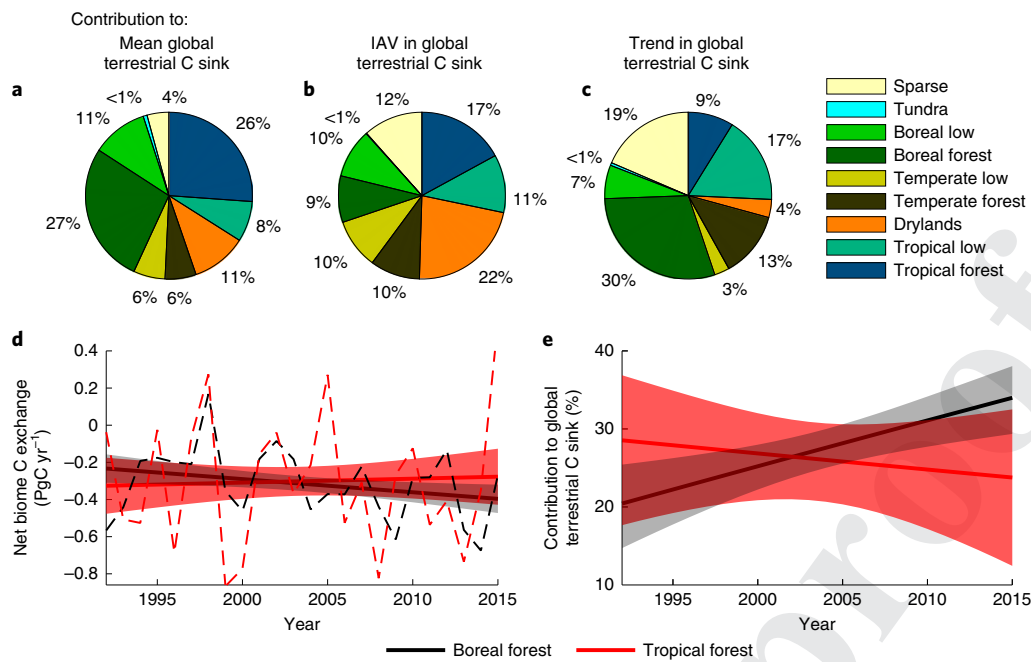 Contribution to:
Mean global
terrestrial C sink
IAV in global
terrestrial C sink
Trend in global
terrestrial C sink
a
<1%
4%
11%
26%
27%
8%
6%
6%
11%
b
<1%
12%
17%
10%
9%
11%
10%
10%
22%
c
19%
9%
17%
<1%
7%
4%
30%
13%
3%
Sparse
Tundra
Boreal low
Boreal forest
Temperate low
Temperate forest
Drylands
Tropical low
Tropical forest
d
Net biome C exchange
(PgC yr⁻¹)
0.4
0.2
0
–0.2
–0.4
–0.6
–0.8
1995
2000
2005
2010
2015
Year
e
Contribution to global
terrestrial C sink (%)
40
30
20
10
1995
2000
2005
2010
2015
Year
Boreal forest
Tropical forest
proof